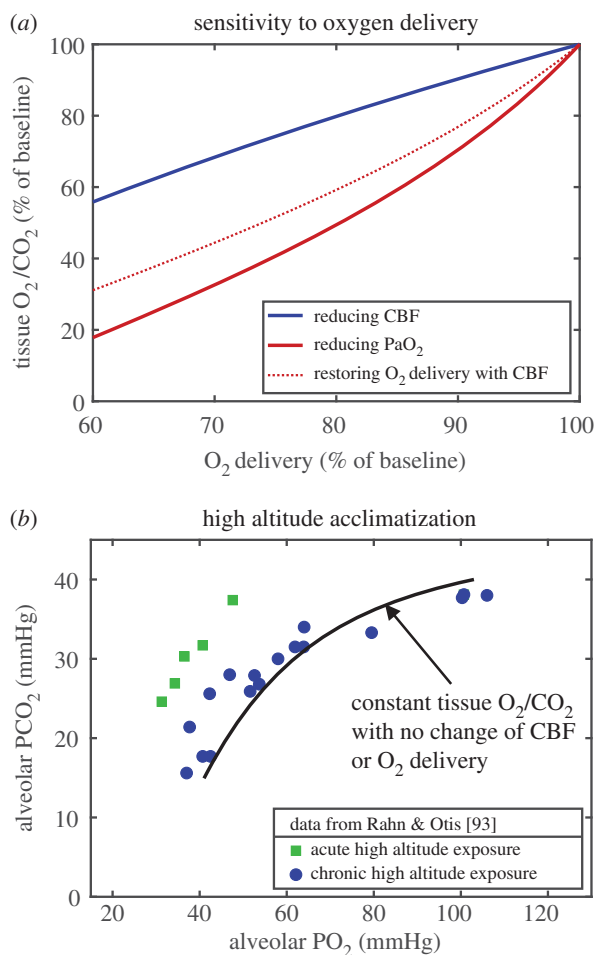 (a) sensitivity to oxygen delivery
100
80
60
40
20
0
tissue O₂/CO₂ (% of baseline)
reducing CBF
reducing PaO₂
restoring O₂ delivery with CBF
60 70 80 90 100
O₂ delivery (% of baseline)
(b) high altitude acclimatization
40
30
20
10
0
alveolar PCO₂ (mmHg)
constant tissue O₂/CO₂
with no change of CBF
or O₂ delivery
data from Rahn & Otis [93]
acute high altitude exposure
chronic high altitude exposure
20 40 60 80 100 120
alveolar PO₂ (mmHg)